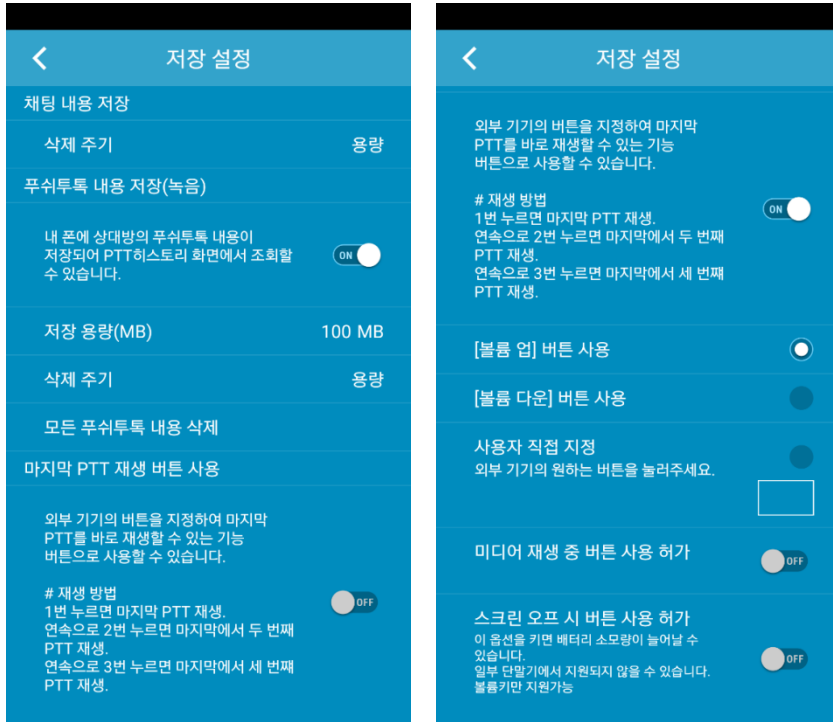 저장 설정
채팅 내용 저장
삭제 주기 용량
푸쉬투톡 내용 저장(녹음)
내 폰에 상대방의 푸쉬투톡 내용이
저장되어 PTT히스토리 화면에서 조회할
수 있습니다.
ON
저장 용량(MB) 100 MB
삭제 주기 용량
모든 푸쉬투톡 내용 삭제
마지막 PTT 재생 버튼 사용
외부 기기의 버튼을 지정하여 마지막
PTT를 바로 재생할 수 있는 기능
버튼으로 사용할 수 있습니다.
# 재생 방법
1번 누르면 마지막 PTT 재생.
연속으로 2번 누르면 마지막에서 두 번째
PTT 재생.
연속으로 3번 누르면 마지막에서 세 번째
PTT 재생.
OFF
저장 설정
외부 기기의 버튼을 지정하여 마지막
PTT를 바로 재생할 수 있는 기능
버튼으로 사용할 수 있습니다.
# 재생 방법
1번 누르면 마지막 PTT 재생.
연속으로 2번 누르면 마지막에서 두 번째
PTT 재생.
연속으로 3번 누르면 마지막에서 세 번째
PTT 재생.
ON
[볼륨 업] 버튼 사용
[볼륨 다운] 버튼 사용
사용자 직접 지정
외부 기기의 원하는 버튼을 눌러주세요.
미디어 재생 중 버튼 사용 허가
OFF
스크린 오프 시 버튼 사용 허가
이 옵션을 키면 배터리 소모량이 늘어날 수
있습니다.
일부 단말기에서 지원되지 않을 수 있습니다.
볼륨키만 지원가능
OFF